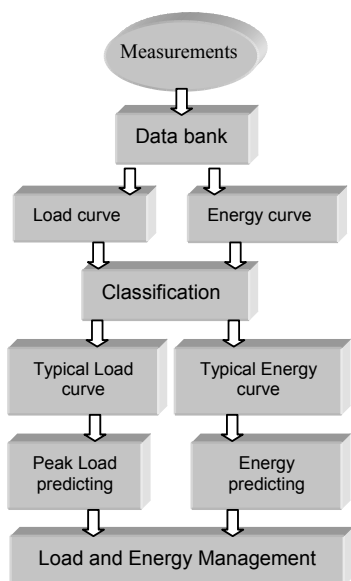 Measurements
Data bank
Load curve
Energy curve
Classification
Typical Load
curve
Typical Energy
curve
Peak Load
predicting
Energy
predicting
Load and Energy Management